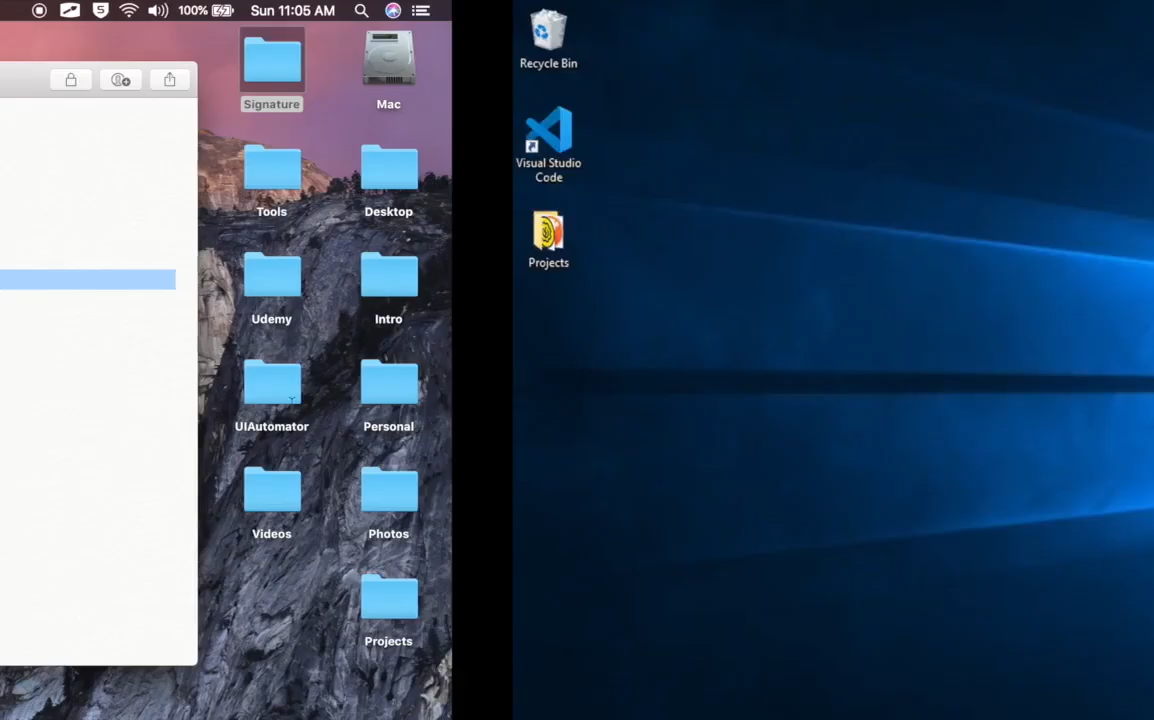 100%
Sun 11:05 AM
Signature
Mac
Tools
Desktop
Udemy
Intro
UIAutomator
Personal
Videos
Photos
Projects
Recycle Bin
Visual Studio
Code
Projects